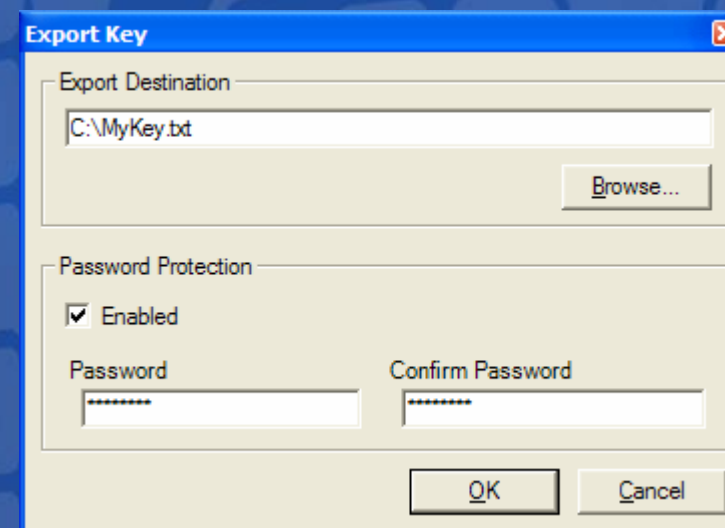 Export Key
Export Destination
C:\MyKey.txt
Browse...
Password Protection
Enabled
Password Confirm Password
******** ********
OK Cancel